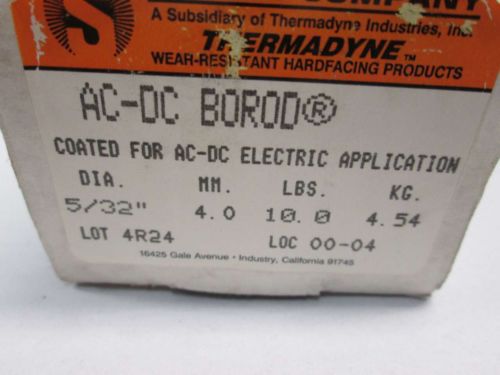 COMPANY
A Subsidiary of Thermadyne Industries, Inc.
THERMADYNE™
WEAR-RESISTANT HARDFACING PRODUCTS
AC-DC BOROD®
COATED FOR AC-DC ELECTRIC APPLICATION
DIA. MM. LBS. KG.
5/32" 4.0 10.0 4.54
LOT 4R24 LOC 00-04
16425 Gale Avenue • Industry, California 91745